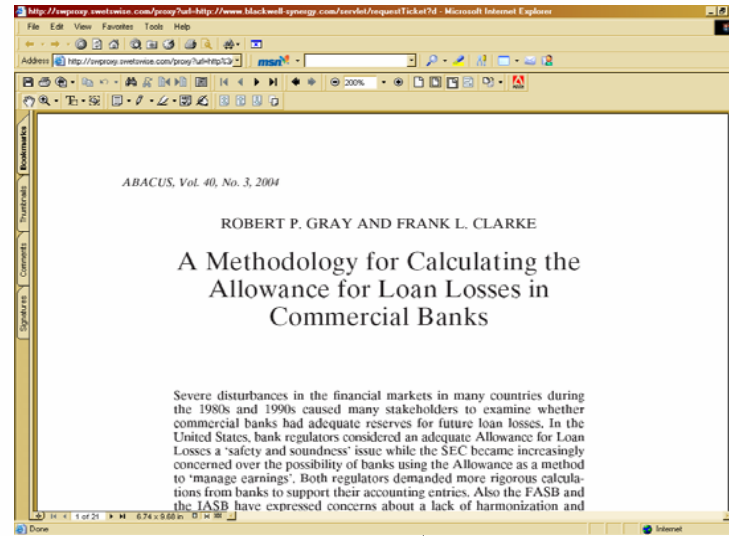 http://swproxy.swetswise.com/proxy?url=http://www.blackwell-synergy.com/servlet/requestTicket?d - Microsoft Internet Explorer
File Edit View Favorites Tools Help
Address http://swproxy.swetswise.com/proxy?url=http%3
msn
200%
Bookmarks
Thumbnails
Comments
Signatures
ABACUS, Vol. 40, No. 3, 2004
ROBERT P. GRAY AND FRANK L. CLARKE
A Methodology for Calculating the
Allowance for Loan Losses in
Commercial Banks
Severe disturbances in the financial markets in many countries during
the 1980s and 1990s caused many stakeholders to examine whether
commercial banks had adequate reserves for future loan losses. In the
United States, bank regulators considered an adequate Allowance for Loan
Losses a ‘safety and soundness’ issue while the SEC became increasingly
concerned over the possibility of banks using the Allowance as a method
to ‘manage earnings’. Both regulators demanded more rigorous calcula-
tions from banks to support their accounting entries. Also the FASB and
the IASB have expressed concerns about a lack of harmonization and
1 of 21 6.74 x 9.68 in
Done Internet